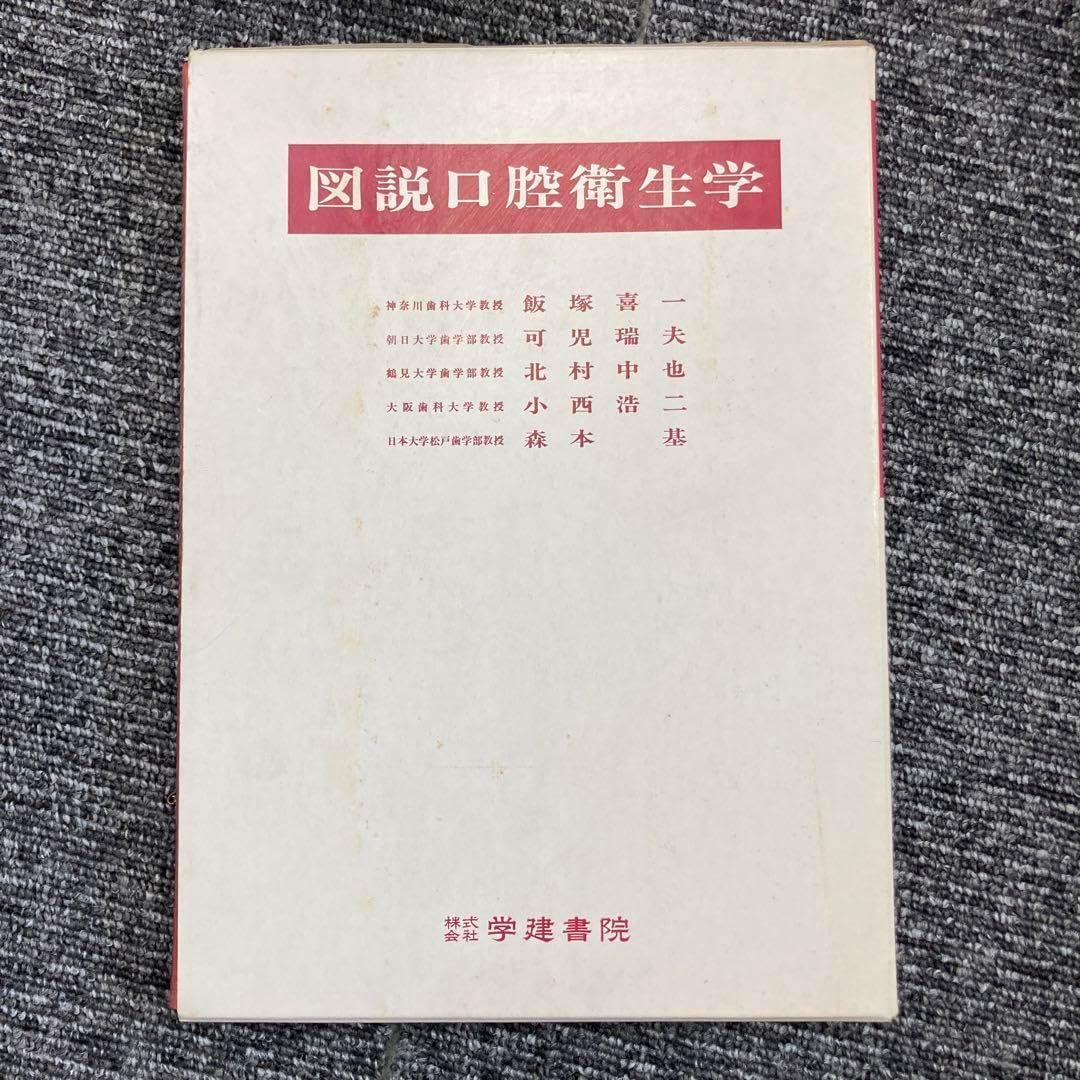 図説口腔衛生学
神奈川歯科大学教授 飯塚喜一
朝日大学歯学部教授 可児瑞夫
鶴見大学歯学部教授 北村中也
大阪歯科大学教授 小西浩二
日本大学松戸歯学部教授 森本基
株式会社 学建書院